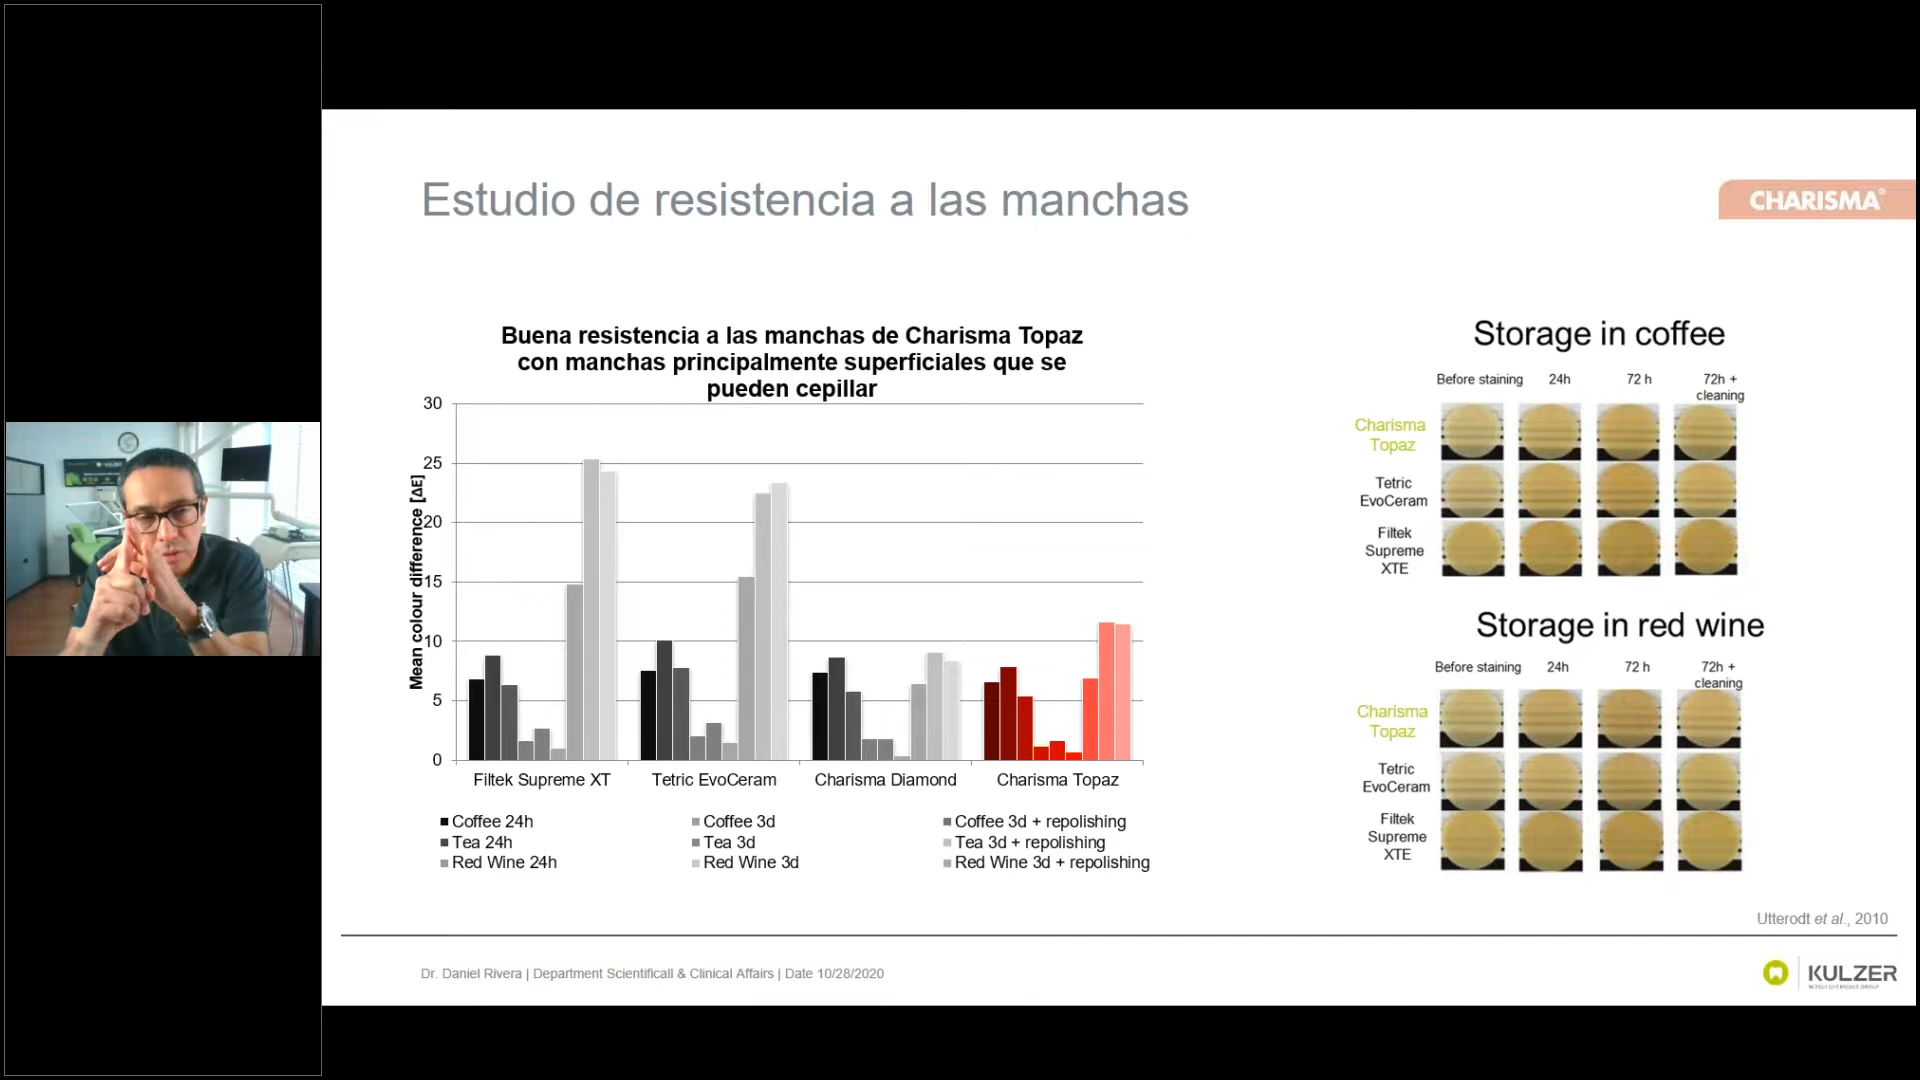 Estudio de resistencia a las manchas
CHARISMA®
Buena resistencia a las manchas de Charisma Topaz
con manchas principalmente superficiales que se
pueden cepillar
Mean colour difference [ΔE]
30
25
20
15
10
5
0
Filtek Supreme XT
Tetric EvoCeram
Charisma Diamond
Charisma Topaz
Coffee 24h
Coffee 3d
Coffee 3d + repolishing
Tea 24h
Tea 3d
Tea 3d + repolishing
Red Wine 24h
Red Wine 3d
Red Wine 3d + repolishing
Storage in coffee
Before staining
24h
72 h
72h +
cleaning
Charisma
Topaz
Tetric
EvoCeram
Filtek
Supreme
XTE
Storage in red wine
Before staining
24h
72 h
72h +
cleaning
Charisma
Topaz
Tetric
EvoCeram
Filtek
Supreme
XTE
Utterodt et al., 2010
Dr. Daniel Rivera | Department Scientificall & Clinical Affairs | Date 10/28/2020
KULZER
MITSUI CHEMICALS GROUP
KULZER